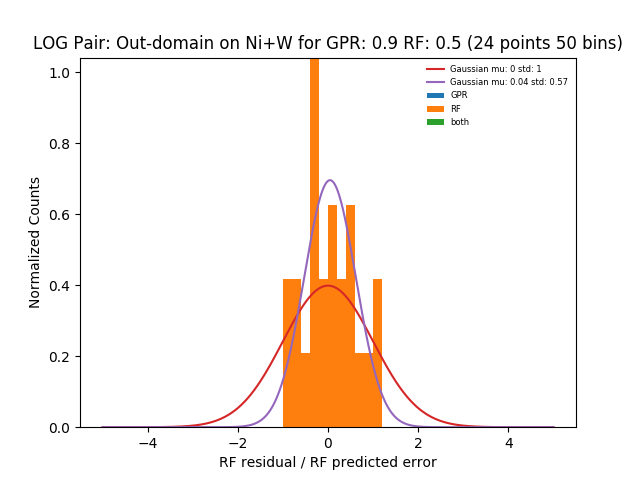 LOG Pair: Out-domain on Ni+W for GPR: 0.9 RF: 0.5 (24 points 50 bins)
Gaussian mu: 0 std: 1
Gaussian mu: 0.04 std: 0.57
GPR
RF
both
Normalized Counts
1.0
0.8
0.6
0.4
0.2
0.0
−4 −2 0 2 4
RF residual / RF predicted error